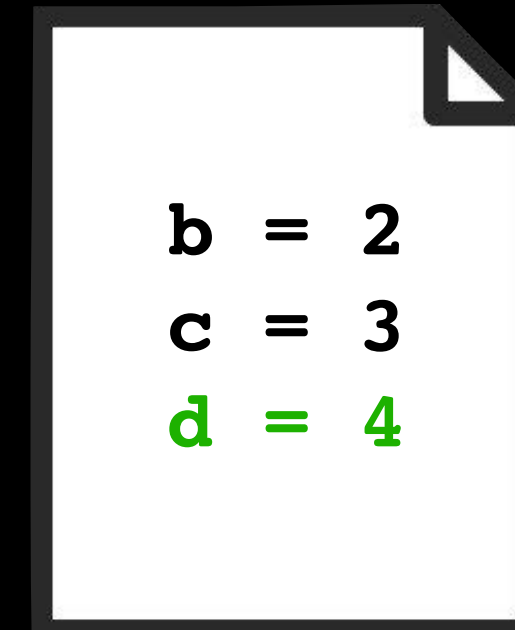 b = 2
c = 3
d = 4